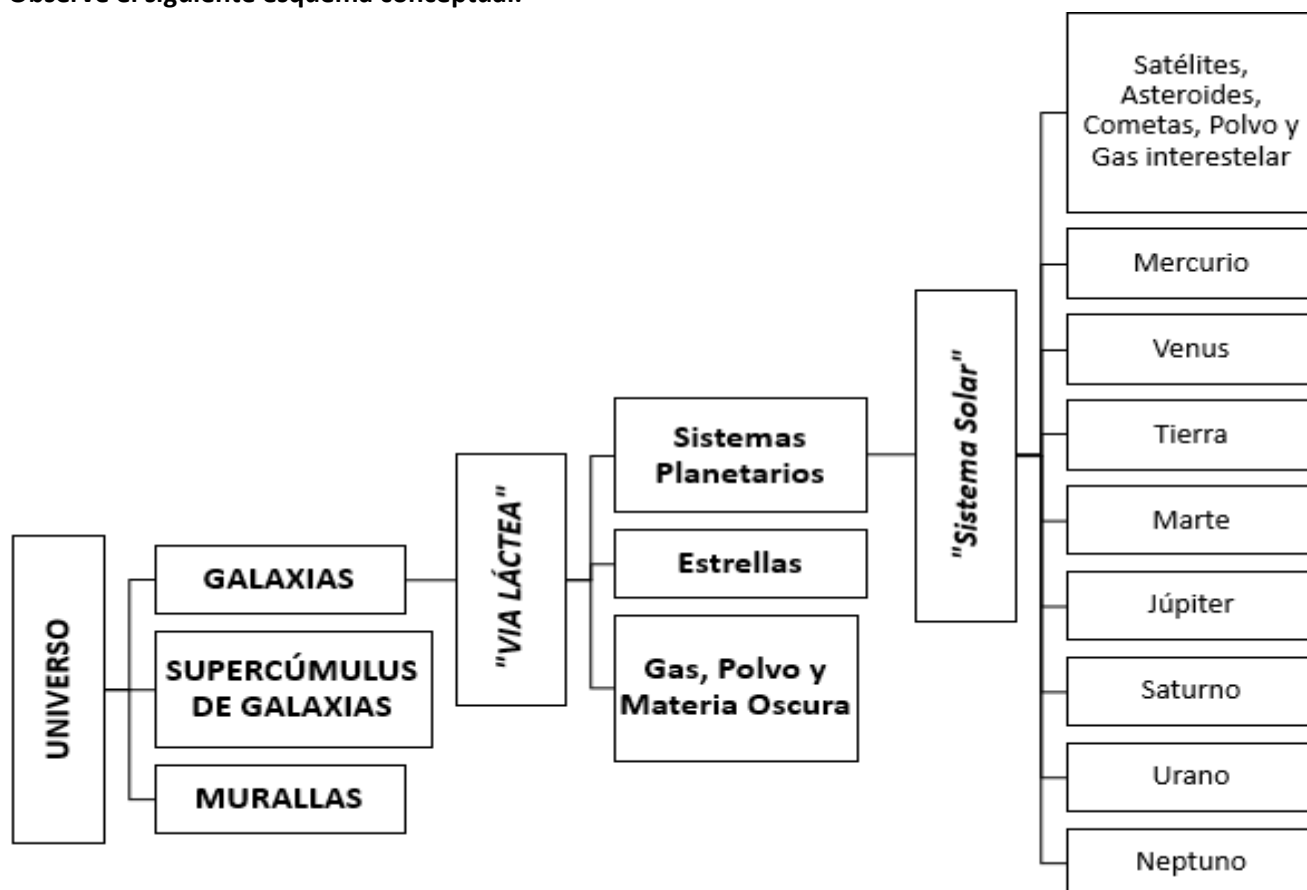 Observe el siguiente esquema conceptual:
UNIVERSO
GALAXIAS
SUPERCÚMULUS
DE GALAXIAS
MURALLAS
"VIA LÁCTEA"
Sistemas
Planetarios
Estrellas
Gas, Polvo y
Materia Oscura
"Sistema Solar"
Satélites,
Asteroides,
Cometas, Polvo y
Gas interestelar
Mercurio
Venus
Tierra
Marte
Júpiter
Saturno
Urano
Neptuno